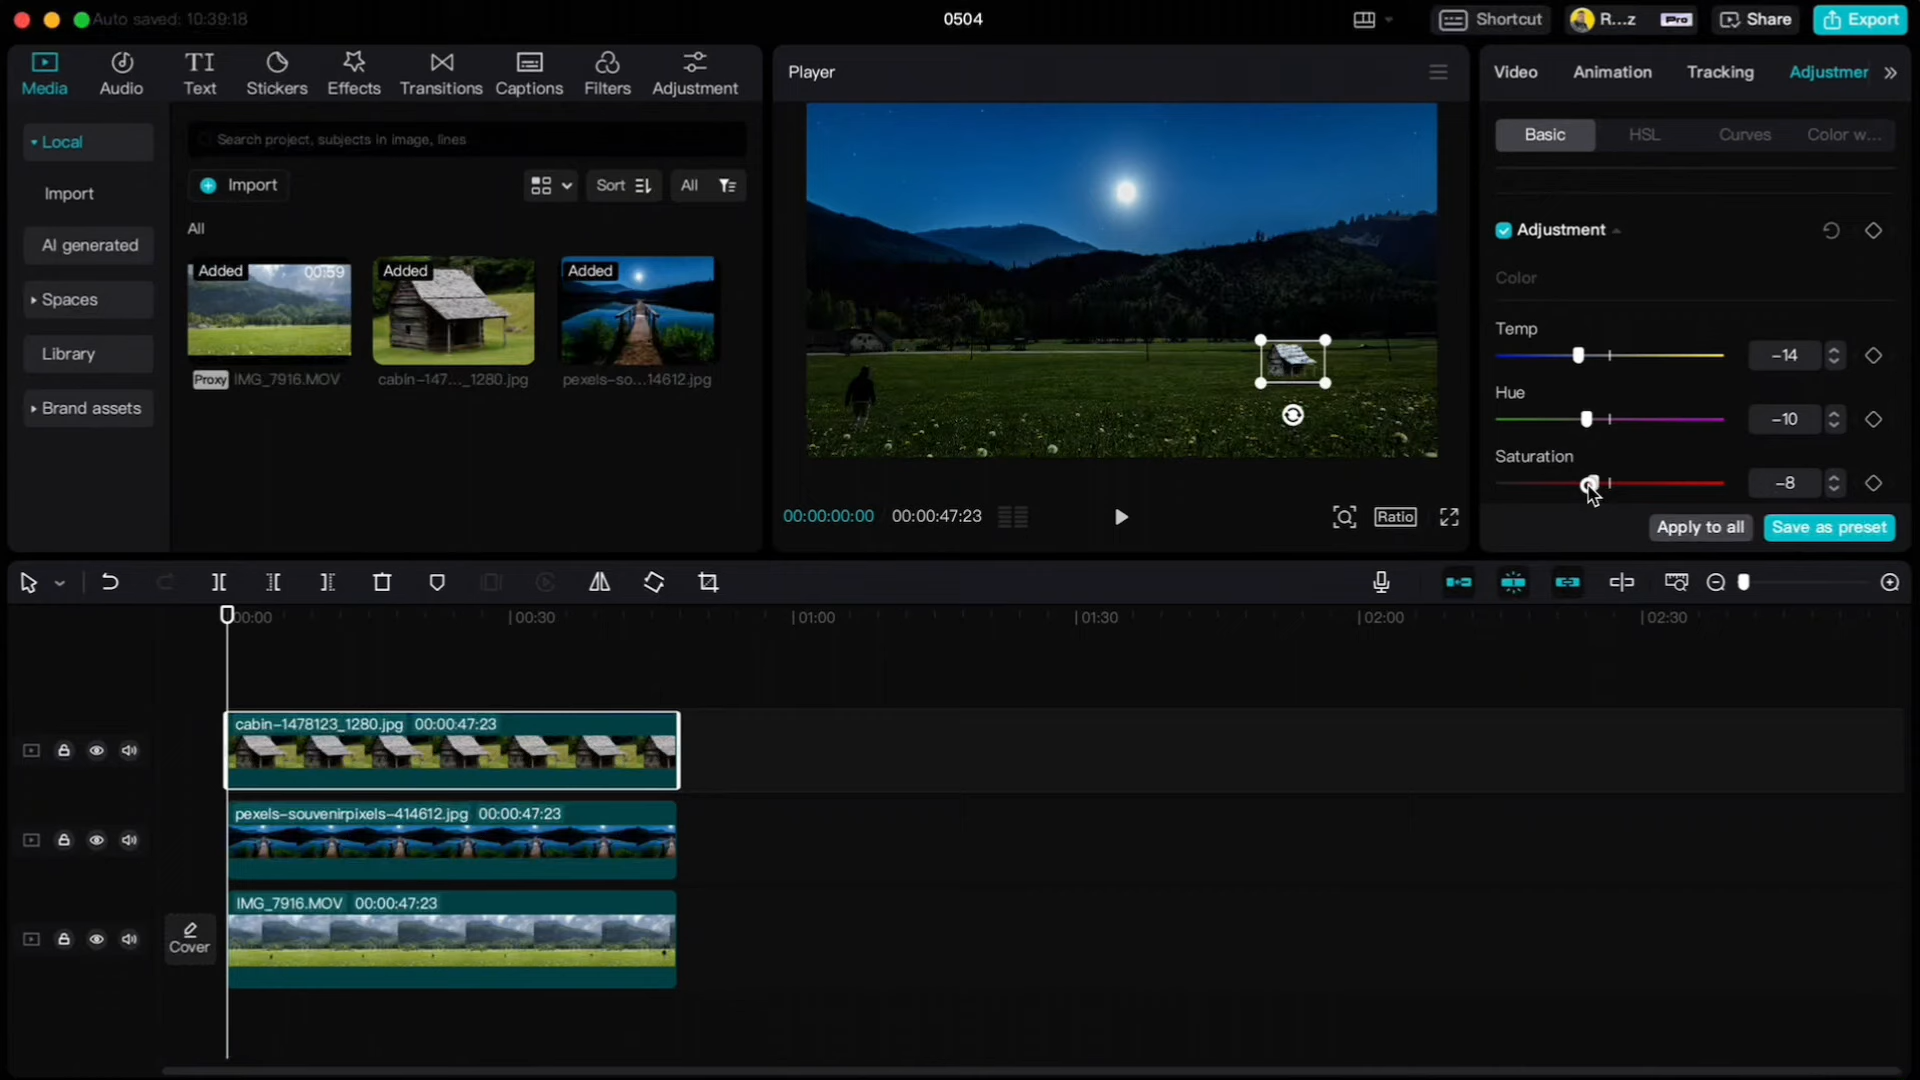 Auto saved: 10:39:18
0504
Shortcut
R...z
Pro
Share
Export
Media
Audio
Text
Stickers
Effects
Transitions
Captions
Filters
Adjustment
Player
Video
Animation
Tracking
Adjustmer
Local
Import
AI generated
Spaces
Library
Brand assets
Search project, subjects in image, lines
Import
Sort
All
All
Added
00:59
Added
Added
Proxy
IMG_7916.MOV
cabin-147..._1280.jpg
pexels-so...14612.jpg
Basic
HSL
Curves
Color w...
Adjustment
Color
Temp
-14
Hue
-10
Saturation
-8
00:00:00:00
00:00:47:23
Ratio
Apply to all
Save as preset
00:00
00:30
01:00
01:30
02:00
02:30
cabin-1478123_1280.jpg 00:00:47:23
pexels-souvenirpixels-414612.jpg 00:00:47:23
IMG_7916.MOV 00:00:47:23
Cover